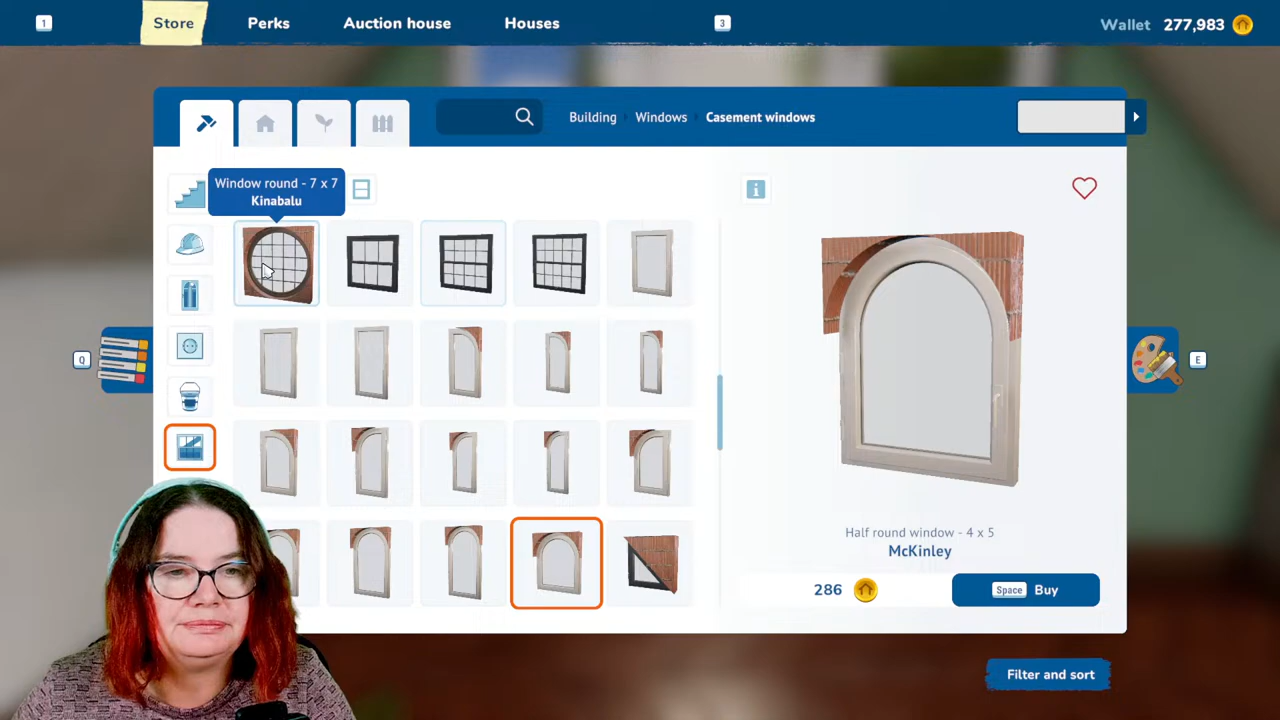 1
Store
Perks
Auction house
Houses
3
Wallet 277,983
Building
Windows
Casement windows
Window round - 7 x 7
Kinabalu
Q
E
Half round window - 4 x 5
McKinley
286
Space Buy
Filter and sort